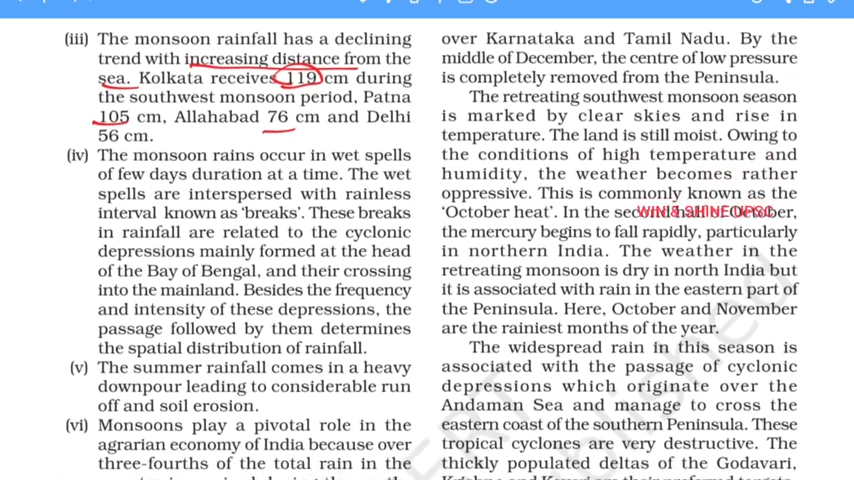 (iii) The monsoon rainfall has a declining
trend with increasing distance from the
sea. Kolkata receives 119 cm during
the southwest monsoon period, Patna
105 cm, Allahabad 76 cm and Delhi
56 cm.
(iv) The monsoon rains occur in wet spells
of few days duration at a time. The wet
spells are interspersed with rainless
interval known as 'breaks'. These breaks
in rainfall are related to the cyclonic
depressions mainly formed at the head
of the Bay of Bengal, and their crossing
into the mainland. Besides the frequency
and intensity of these depressions, the
passage followed by them determines
the spatial distribution of rainfall.
(v) The summer rainfall comes in a heavy
downpour leading to considerable run
off and soil erosion.
(vi) Monsoons play a pivotal role in the
agrarian economy of India because over
three-fourths of the total rain in the
over Karnataka and Tamil Nadu. By the
middle of December, the centre of low pressure
is completely removed from the Peninsula.
The retreating southwest monsoon season
is marked by clear skies and rise in
temperature. The land is still moist. Owing to
the conditions of high temperature and
humidity, the weather becomes rather
oppressive. This is commonly known as the
'October heat'. In the second half of October,
WIN & SHINE UPSC
the mercury begins to fall rapidly, particularly
in northern India. The weather in the
retreating monsoon is dry in north India but
it is associated with rain in the eastern part of
the Peninsula. Here, October and November
are the rainiest months of the year.
The widespread rain in this season is
associated with the passage of cyclonic
depressions which originate over the
Andaman Sea and manage to cross the
eastern coast of the southern Peninsula. These
tropical cyclones are very destructive. The
thickly populated deltas of the Godavari,